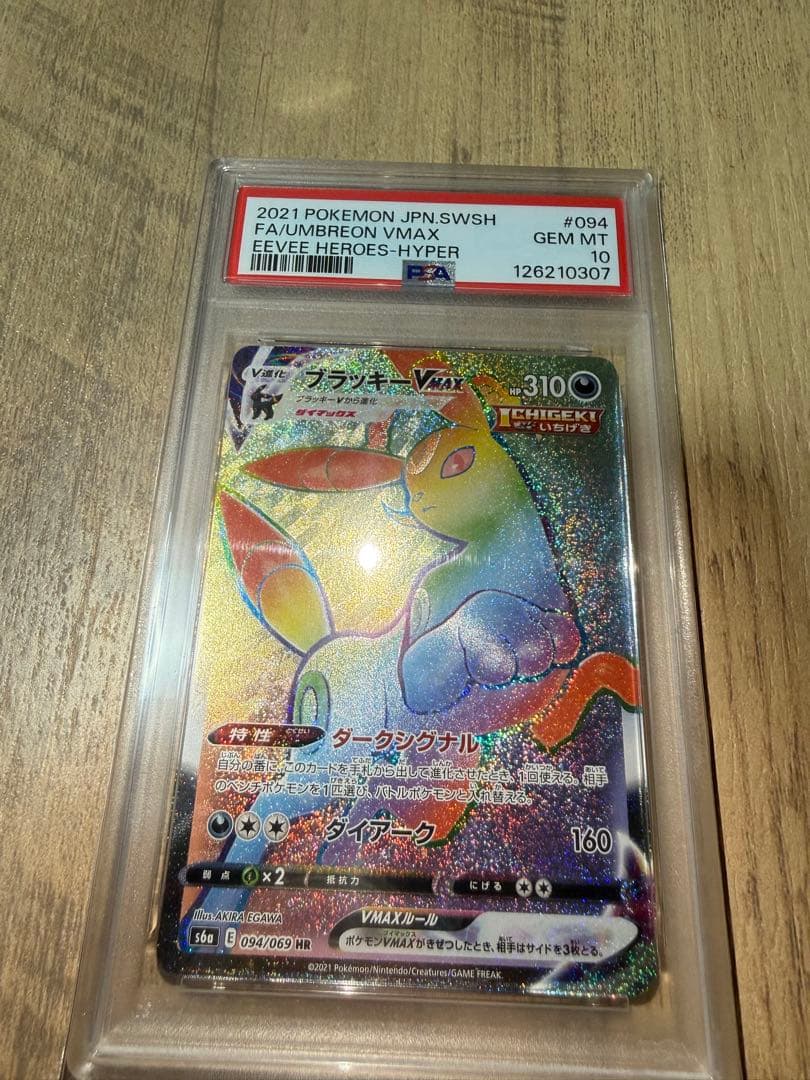 2021 POKEMON JPN.SWSH #094
FA/UMBREON VMAX GEM MT
EEVEE HEROES-HYPER 10
PSA 126210307
V進化 ブラッキーVMAX HP310
ブラッキーVから進化
ダイマックス
ICHIGEKI
いちげき
特性 ダークシグナル
自分の番に、このカードを手札から出して進化させたとき、1回使える。相手
のベンチポケモンを1匹選び、バトルポケモンと入れ替える。
ダイアーク 160
弱点 ×2 抵抗力 にげる
Illus. AKIRA EGAWA
VMAXルール
ポケモンVMAXがきぜつしたとき、相手はサイドを3枚とる。
s6a E 094/069 HR
©2021 Pokémon/Nintendo/Creatures/GAME FREAK.